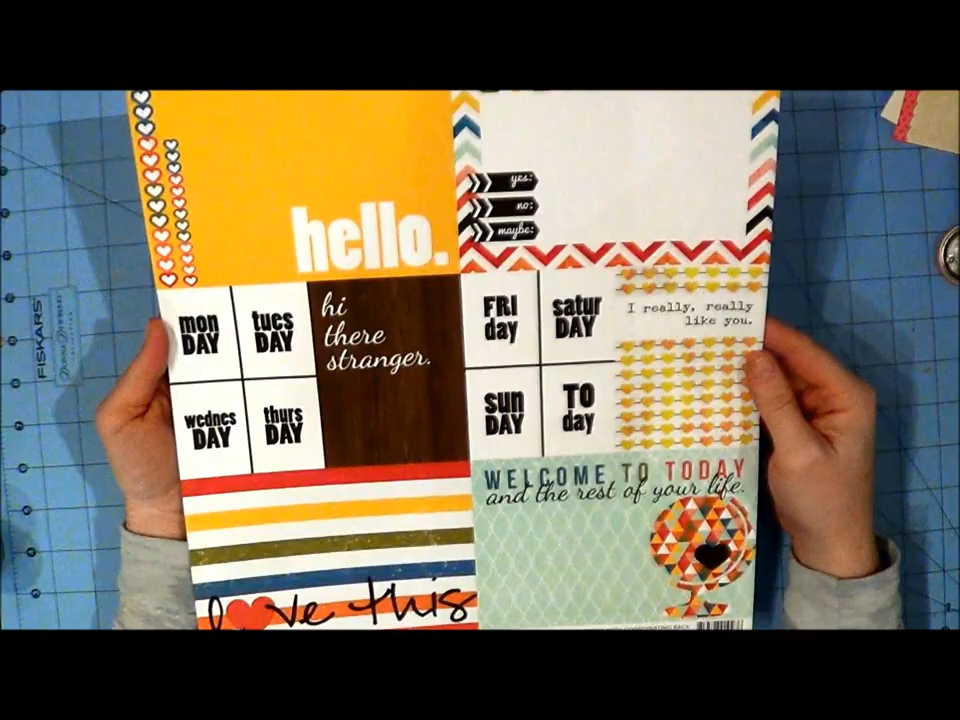 yes:
no:
maybe:
hello.
mon
DAY
tues
DAY
hi
there
stranger.
FRI
day
satur
DAY
I really, really
like you.
wednes
DAY
thurs
DAY
sun
DAY
TO
day
WELCOME TO TODAY
and the rest of your life.
love this
FISKARS